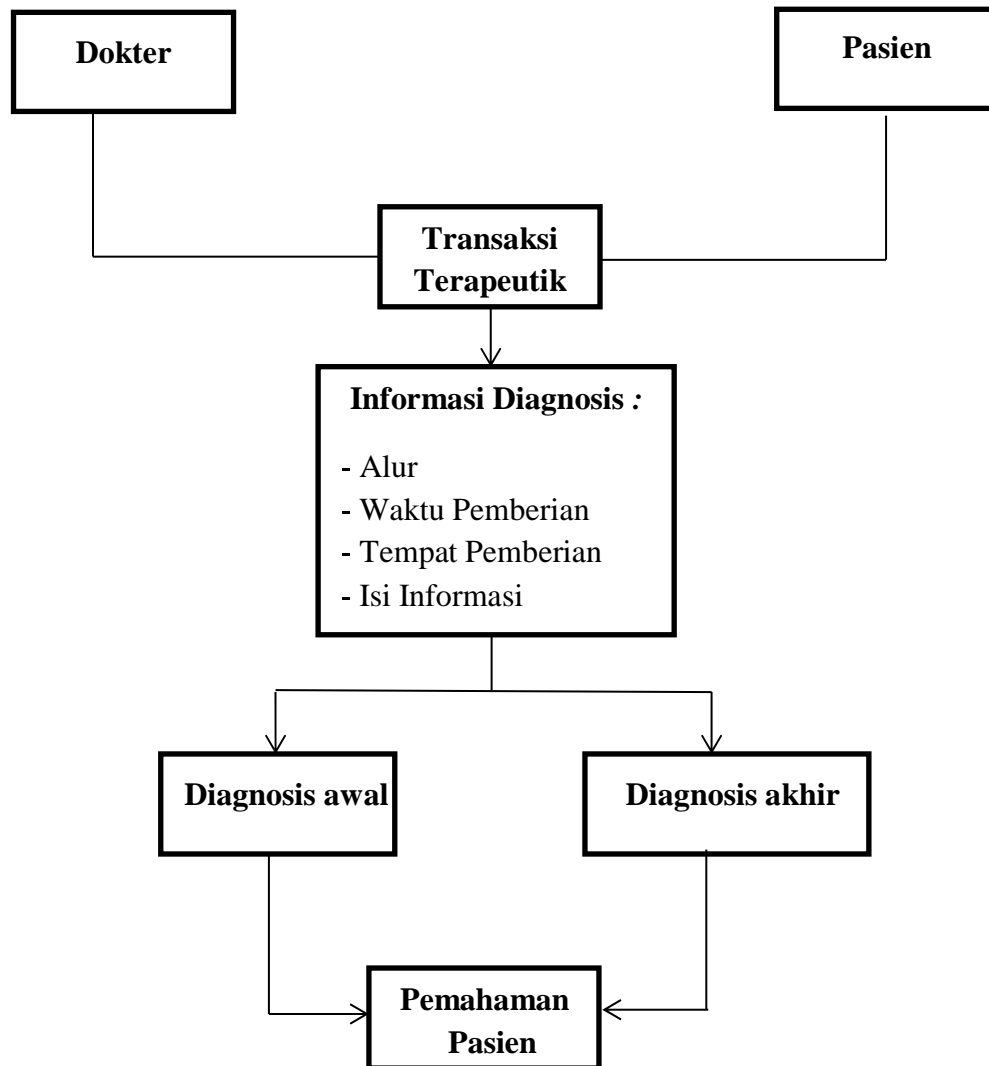 Dokter
Pasien
Transaksi
Terapeutik
Informasi Diagnosis :
- Alur
- Waktu Pemberian
- Tempat Pemberian
- Isi Informasi
Diagnosis awal
Diagnosis akhir
Pemahaman
Pasien